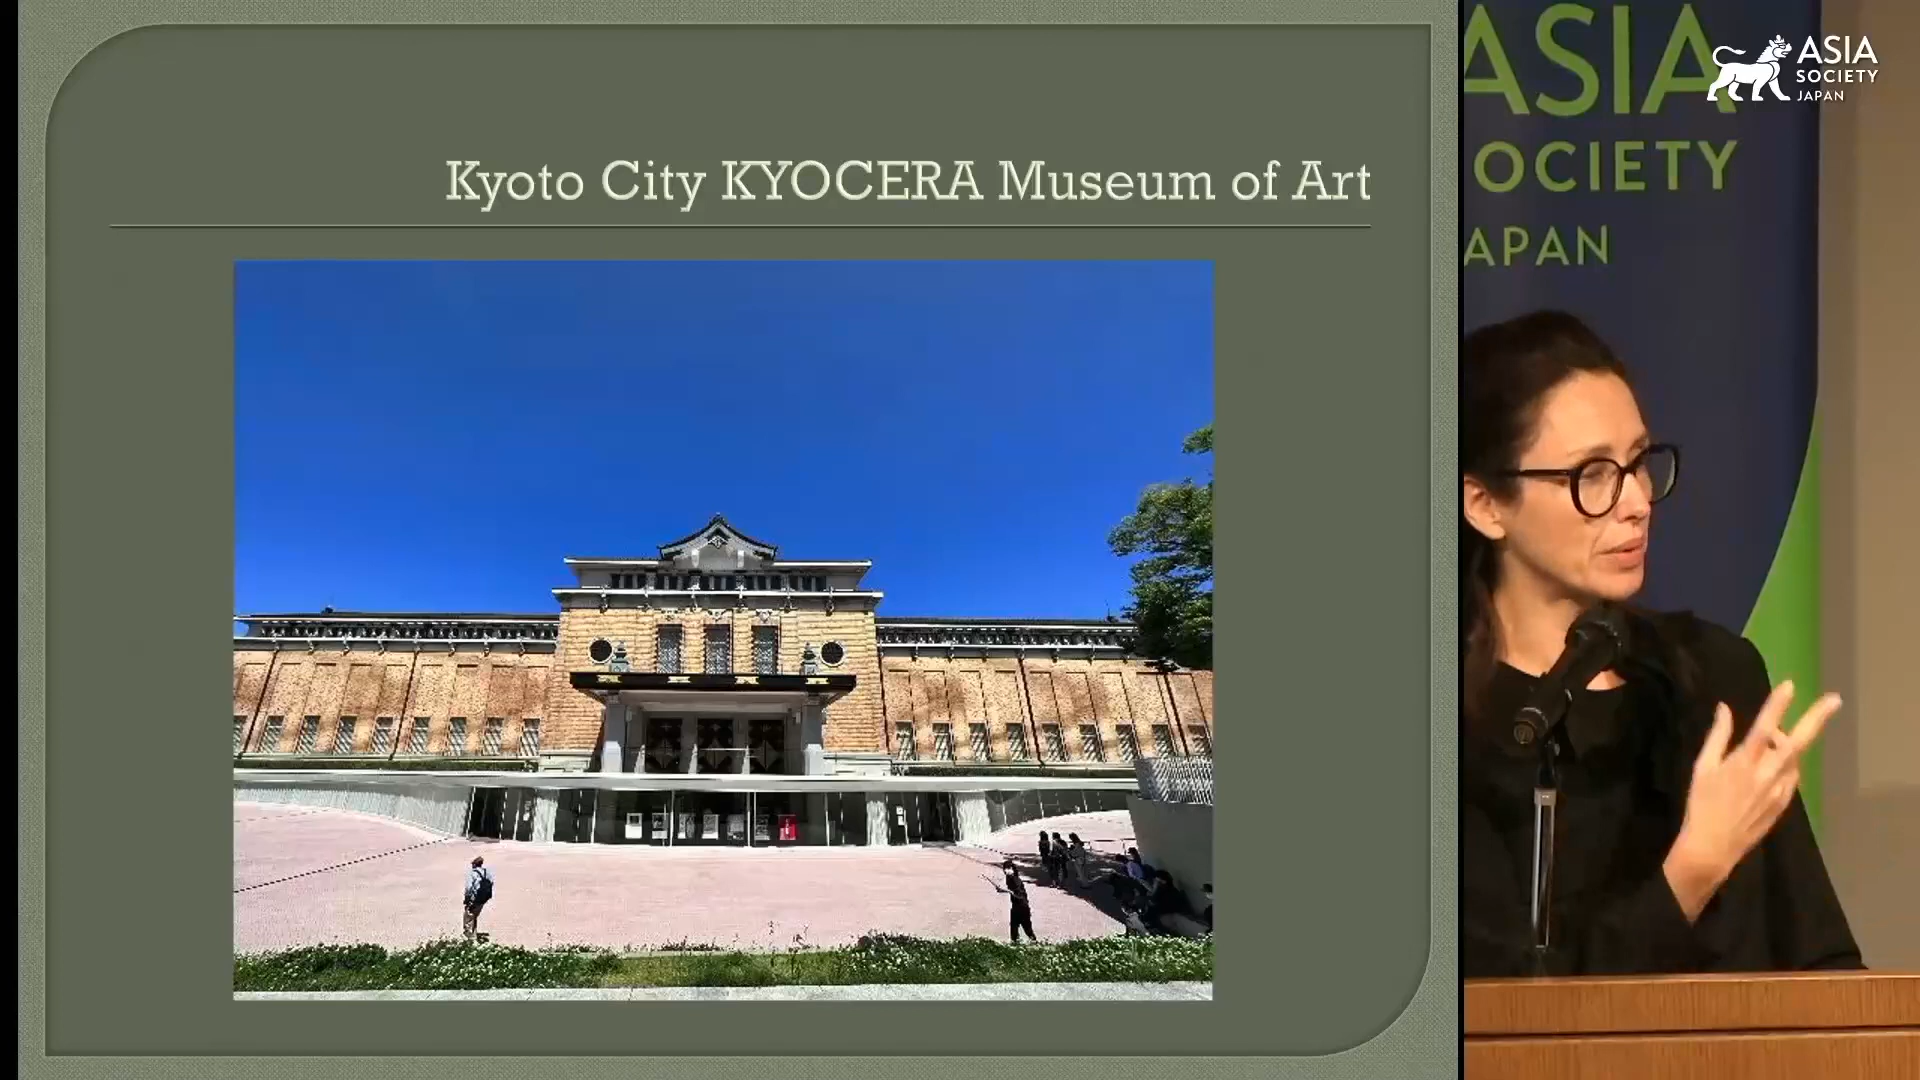 Kyoto City KYOCERA Museum of Art
ASIA
SOCIETY
JAPAN
ASIA
OCIETY
APAN